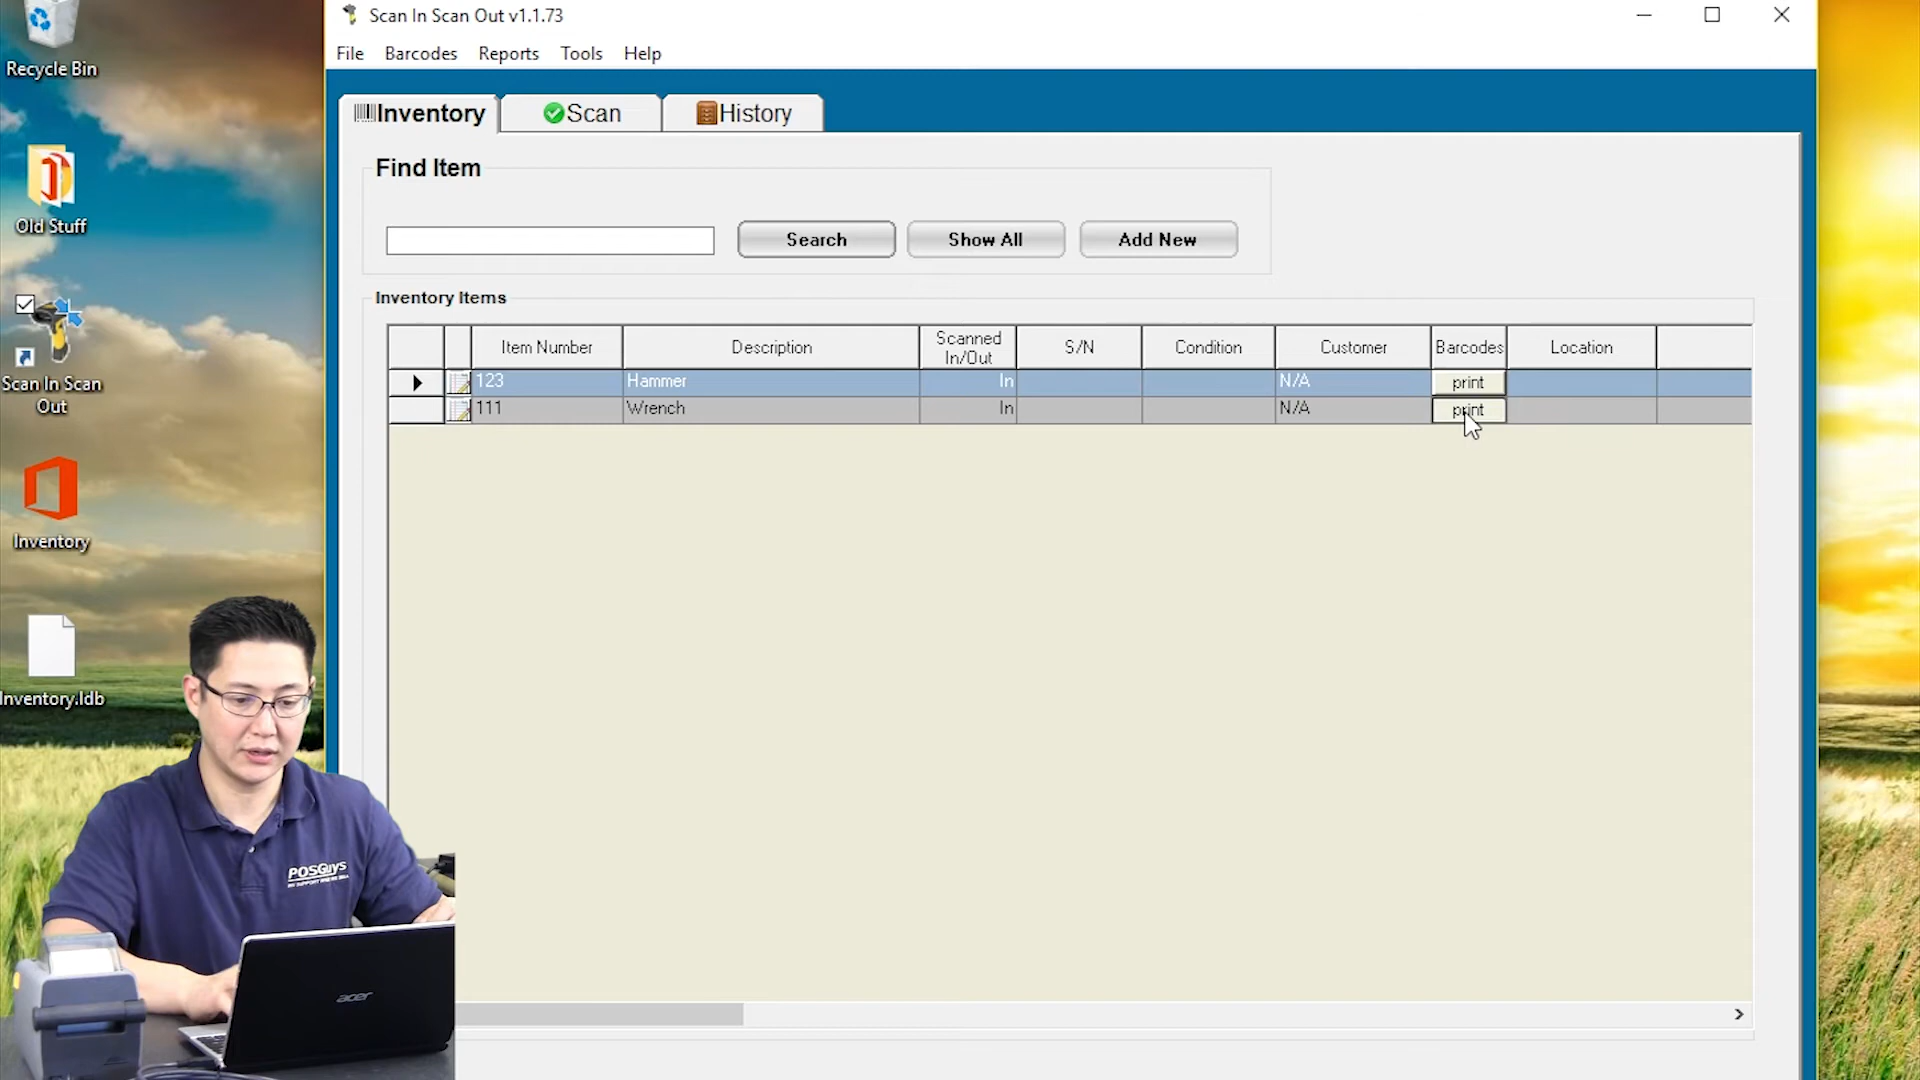 Scan In Scan Out v1.1.73
File Barcodes Reports Tools Help
Inventory Scan History
Find Item
Search Show All Add New
Inventory Items
Item Number Description Scanned In/Out S/N Condition Customer Barcodes Location
123 Hammer In N/A print
111 Wrench In N/A print
Recycle Bin
Old Stuff
Scan In Scan
Out
Inventory
Inventory.ldb
POSGuys
acer